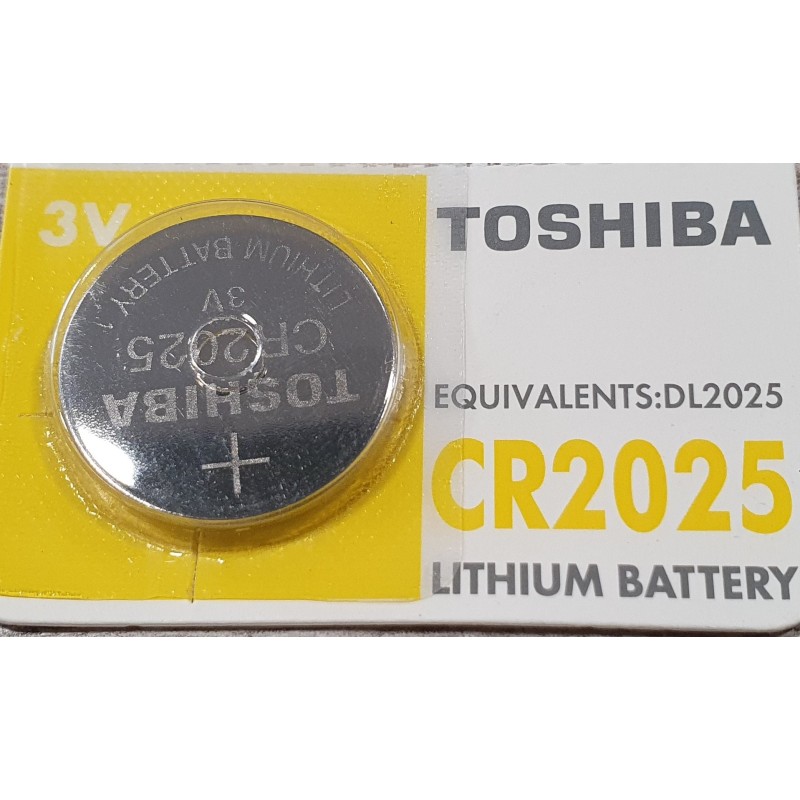 3V
TOSHIBA
EQUIVALENTS:DL2025
CR2025
LITHIUM BATTERY
+
TOSHIBA
CR2025
3V
LITHIUM BATTERY